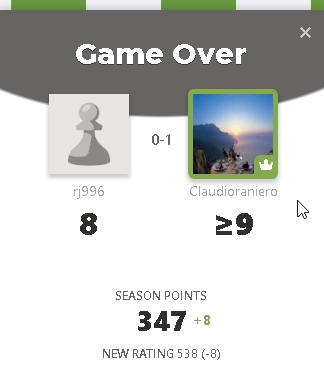 Game Over
0-1
rj996 Claudioraniero
8 ≥9
SEASON POINTS
347 +8
NEW RATING 538 (-8)